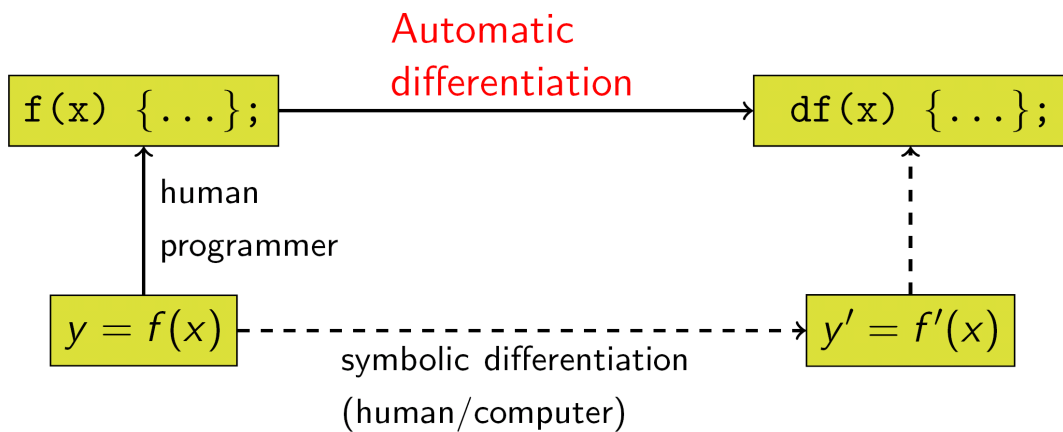 Automatic
differentiation
f(x) {...};
df(x) {...};
human
programmer
y = f(x)
y′ = f′(x)
symbolic differentiation
(human/computer)